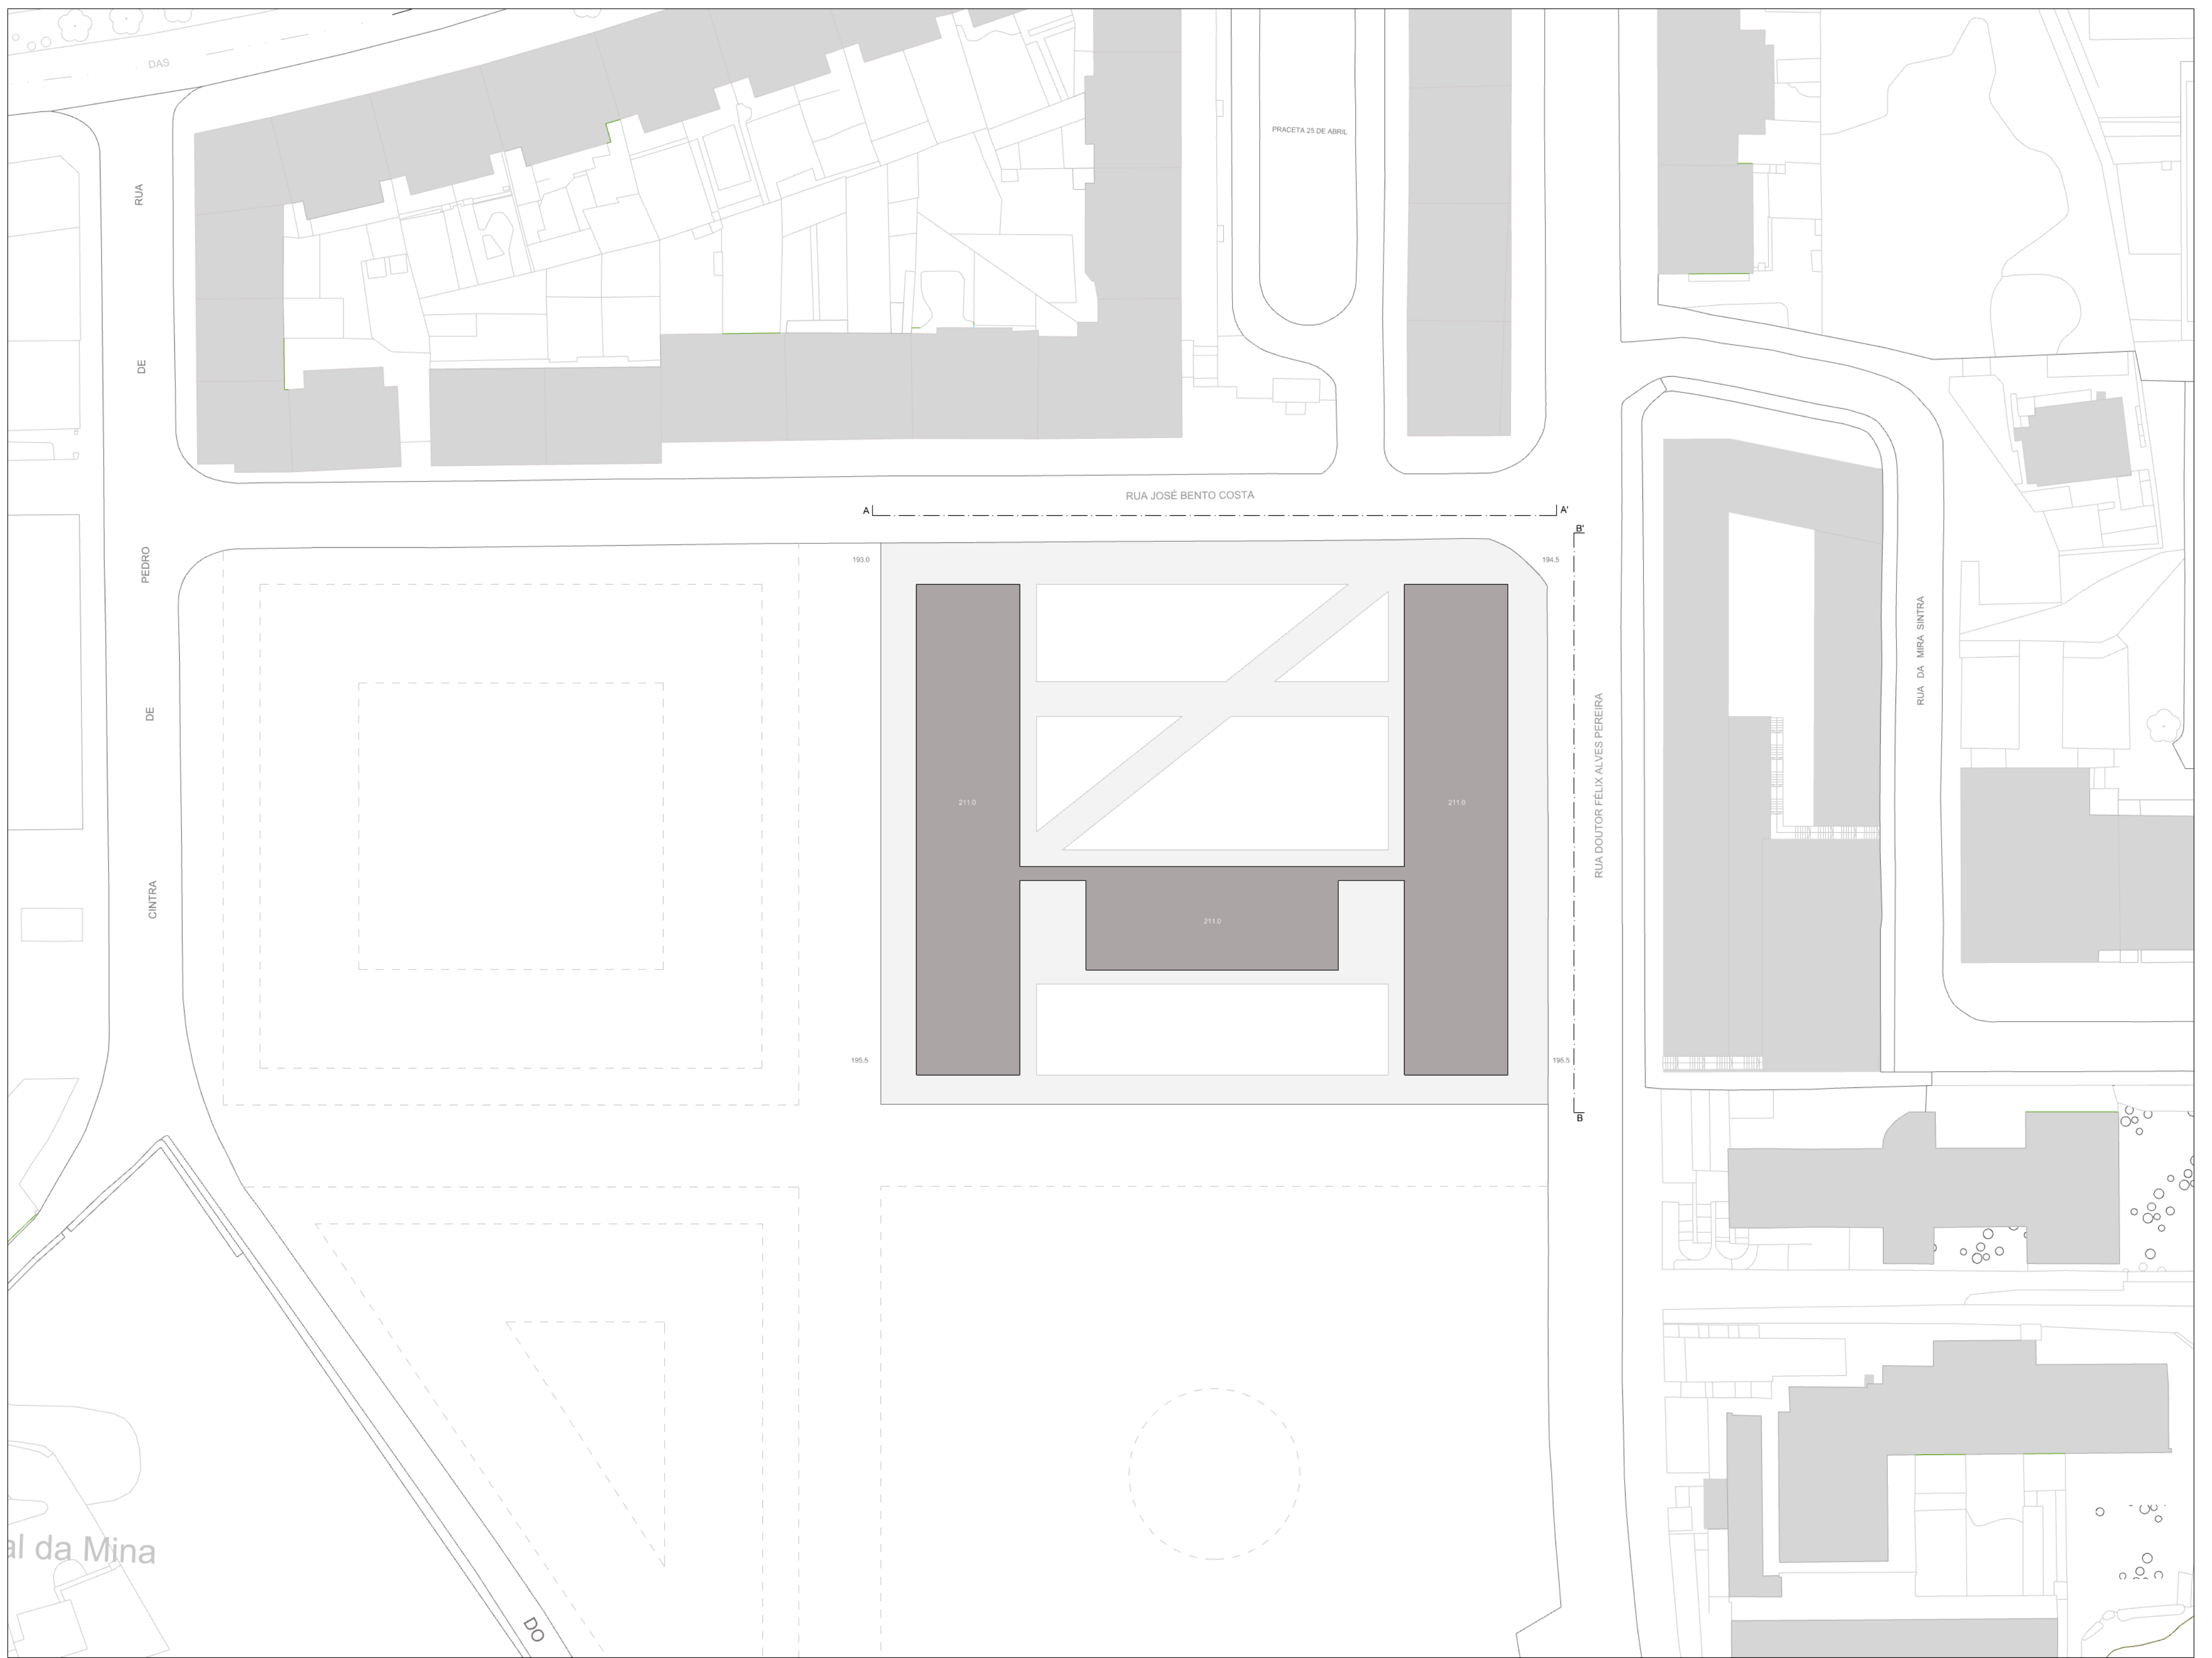 DAS
RUA
DE
PEDRO
DE
CINTRA
PRACETA 25 DE ABRIL
RUA JOSÉ BENTO COSTA
A
A'
B'
193.0
194.5
211.0
211.0
211.0
RUA DOUTOR FÉLIX ALVES PEREIRA
RUA DA MIRA SINTRA
195.5
195.5
B
al da Mina
DO